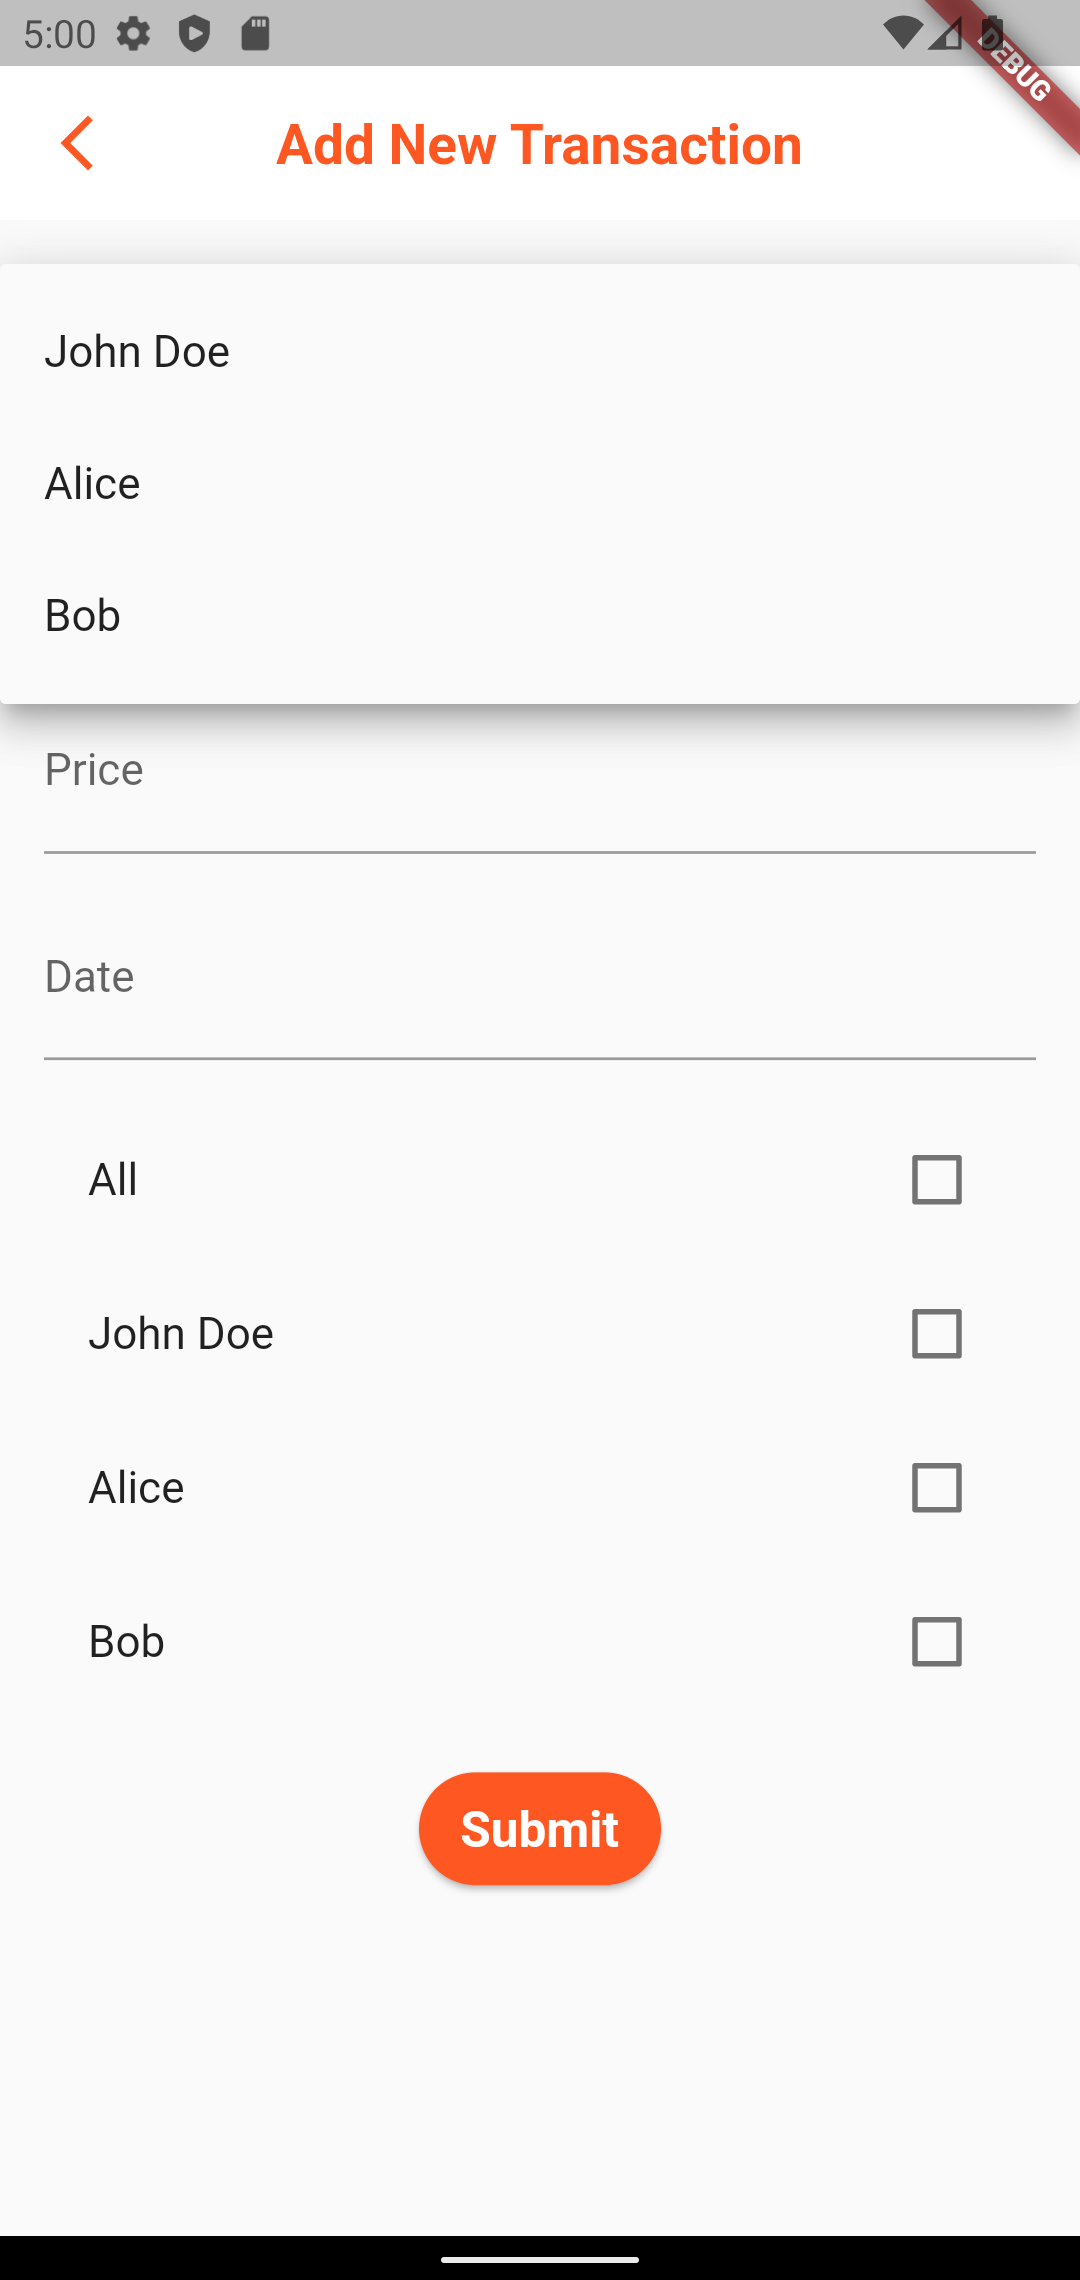 5:00
DEBUG
Add New Transaction
John Doe
Alice
Bob
Price
Date
All
John Doe
Alice
Bob
Submit